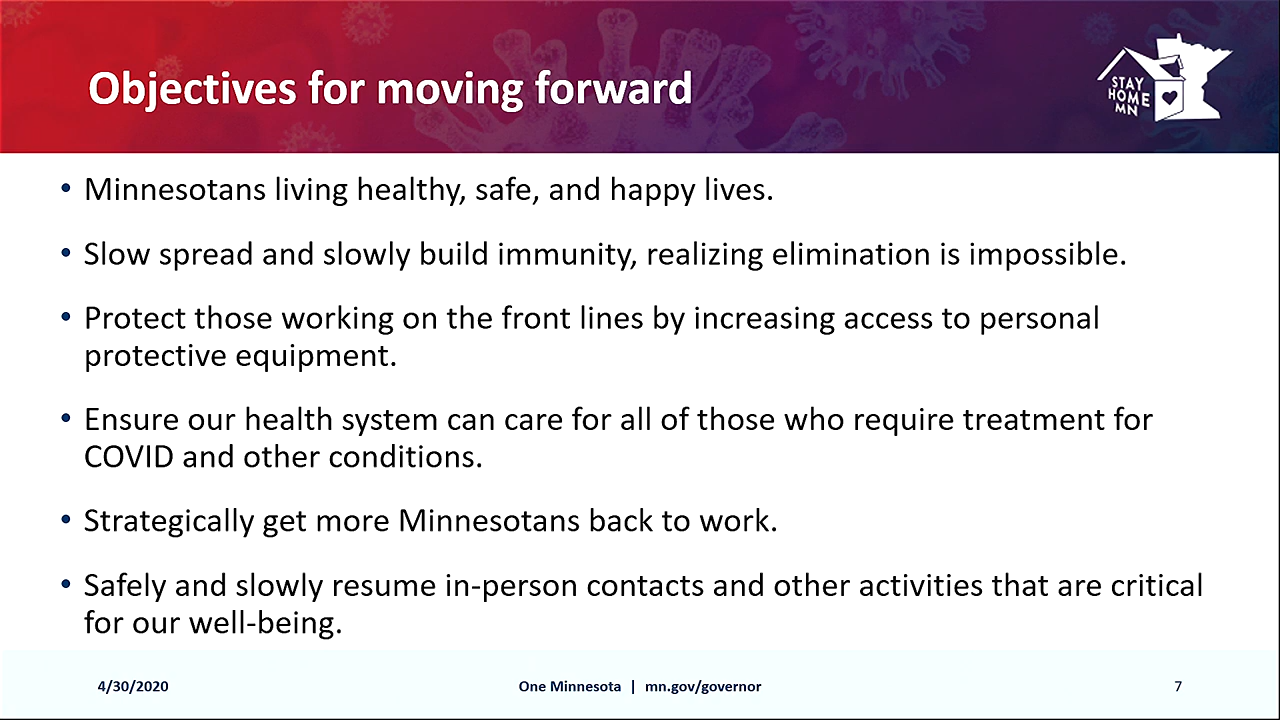 Objectives for moving forward
STAY
HOME
MN
• Minnesotans living healthy, safe, and happy lives.
• Slow spread and slowly build immunity, realizing elimination is impossible.
• Protect those working on the front lines by increasing access to personal
protective equipment.
• Ensure our health system can care for all of those who require treatment for
COVID and other conditions.
• Strategically get more Minnesotans back to work.
• Safely and slowly resume in-person contacts and other activities that are critical
for our well-being.
4/30/2020 One Minnesota | mn.gov/governor 7